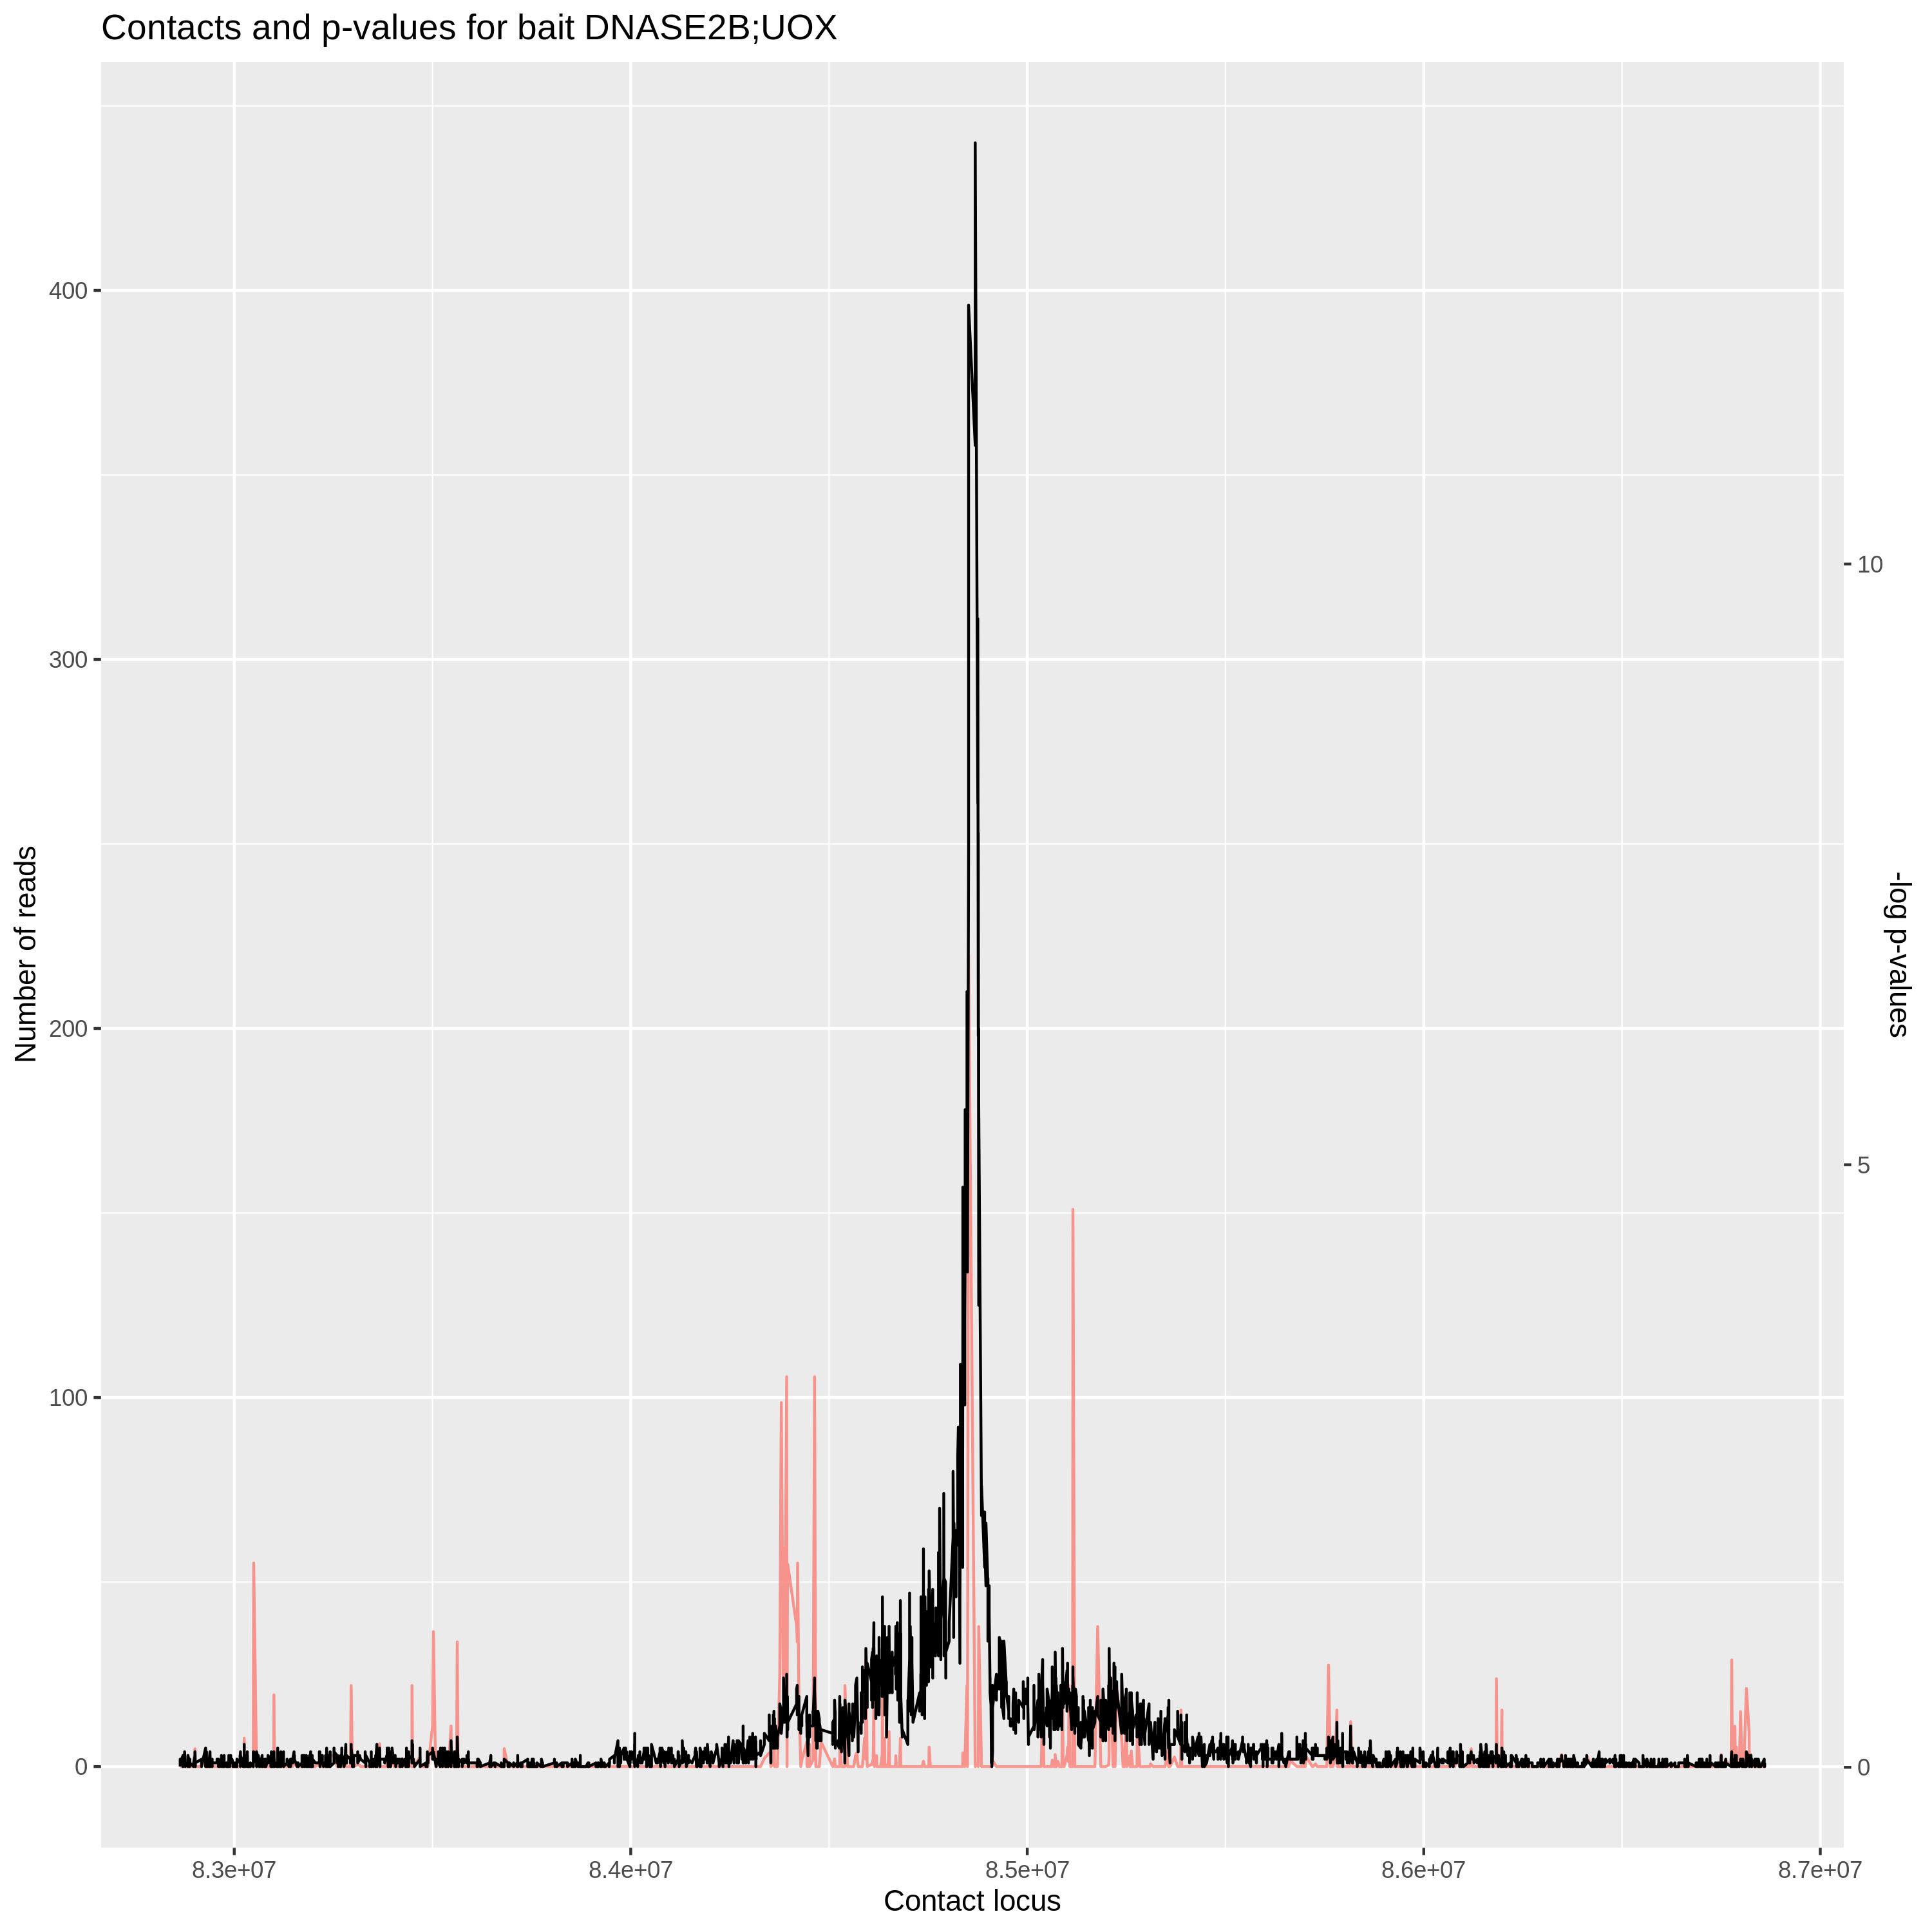 Contacts and p-values for bait DNASE2B;UOX
400
300
200
100
0
10
5
0
Number of reads
-log p-values
8.3e+07 8.4e+07 8.5e+07 8.6e+07 8.7e+07
Contact locus